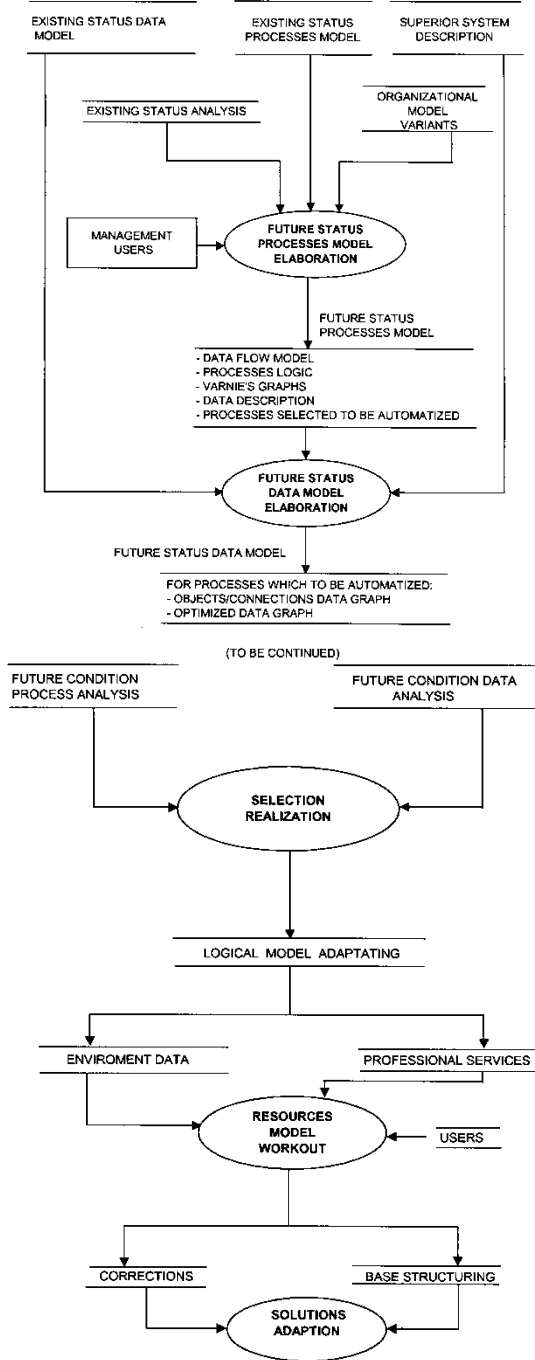 EXISTING STATUS DATA
MODEL
EXISTING STATUS
PROCESSES MODEL
SUPERIOR SYSTEM
DESCRIPTION
EXISTING STATUS ANALYSIS
ORGANIZATIONAL
MODEL
VARIANTS
MANAGEMENT
USERS
FUTURE STATUS
PROCESSES MODEL
ELABORATION
FUTURE STATUS
PROCESSES MODEL
- DATA FLOW MODEL
- PROCESSES LOGIC
- VARNIE'S GRAPHS
- DATA DESCRIPTION
- PROCESSES SELECTED TO BE AUTOMATIZED
FUTURE STATUS
DATA MODEL
ELABORATION
FUTURE STATUS DATA MODEL
FOR PROCESSES WHICH TO BE AUTOMATIZED:
- OBJECTS/CONNECTIONS DATA GRAPH
- OPTIMIZED DATA GRAPH
(TO BE CONTINUED)
FUTURE CONDITION
PROCESS ANALYSIS
FUTURE CONDITION DATA
ANALYSIS
SELECTION
REALIZATION
LOGICAL MODEL ADAPTATING
ENVIROMENT DATA
PROFESSIONAL SERVICES
RESOURCES
MODEL
WORKOUT
USERS
CORRECTIONS
BASE STRUCTURING
SOLUTIONS
ADAPTION